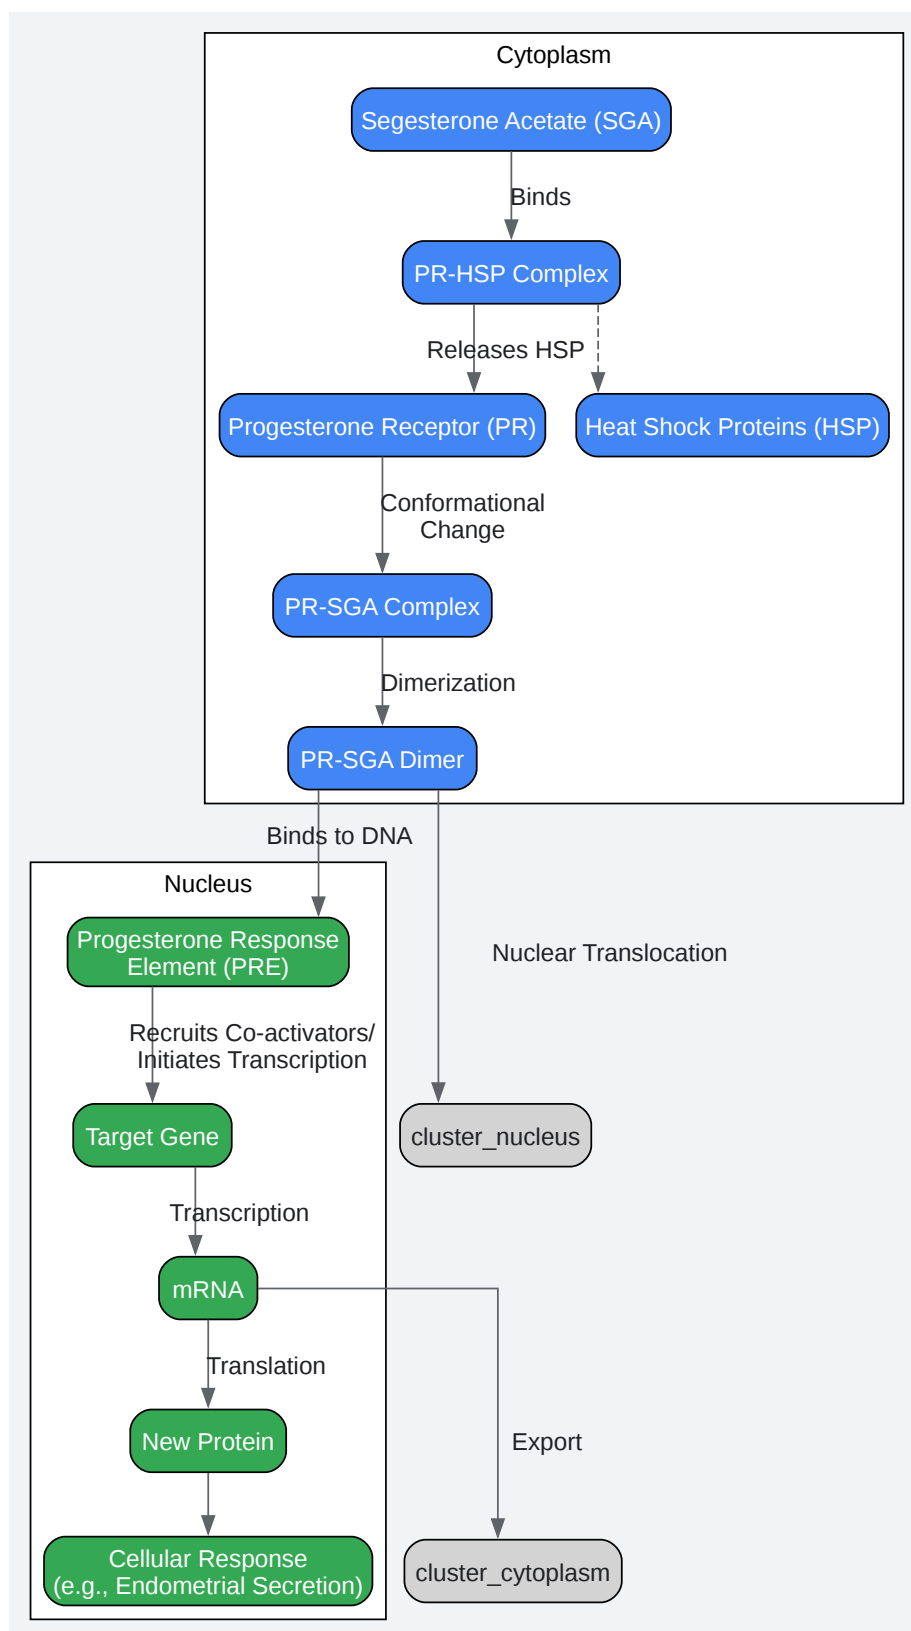 Cytoplasm
Segesterone Acetate (SGA)
Binds
PR-HSP Complex
Releases HSP
Progesterone Receptor (PR)
Heat Shock Proteins (HSP)
Conformational
Change
PR-SGA Complex
Dimerization
PR-SGA Dimer
Binds to DNA
Nucleus
Progesterone Response
Element (PRE)
Nuclear Translocation
Recruits Co-activators/
Initiates Transcription
Target Gene
cluster_nucleus
Transcription
mRNA
Translation
New Protein
Export
Cellular Response
(e.g., Endometrial Secretion)
cluster_cytoplasm